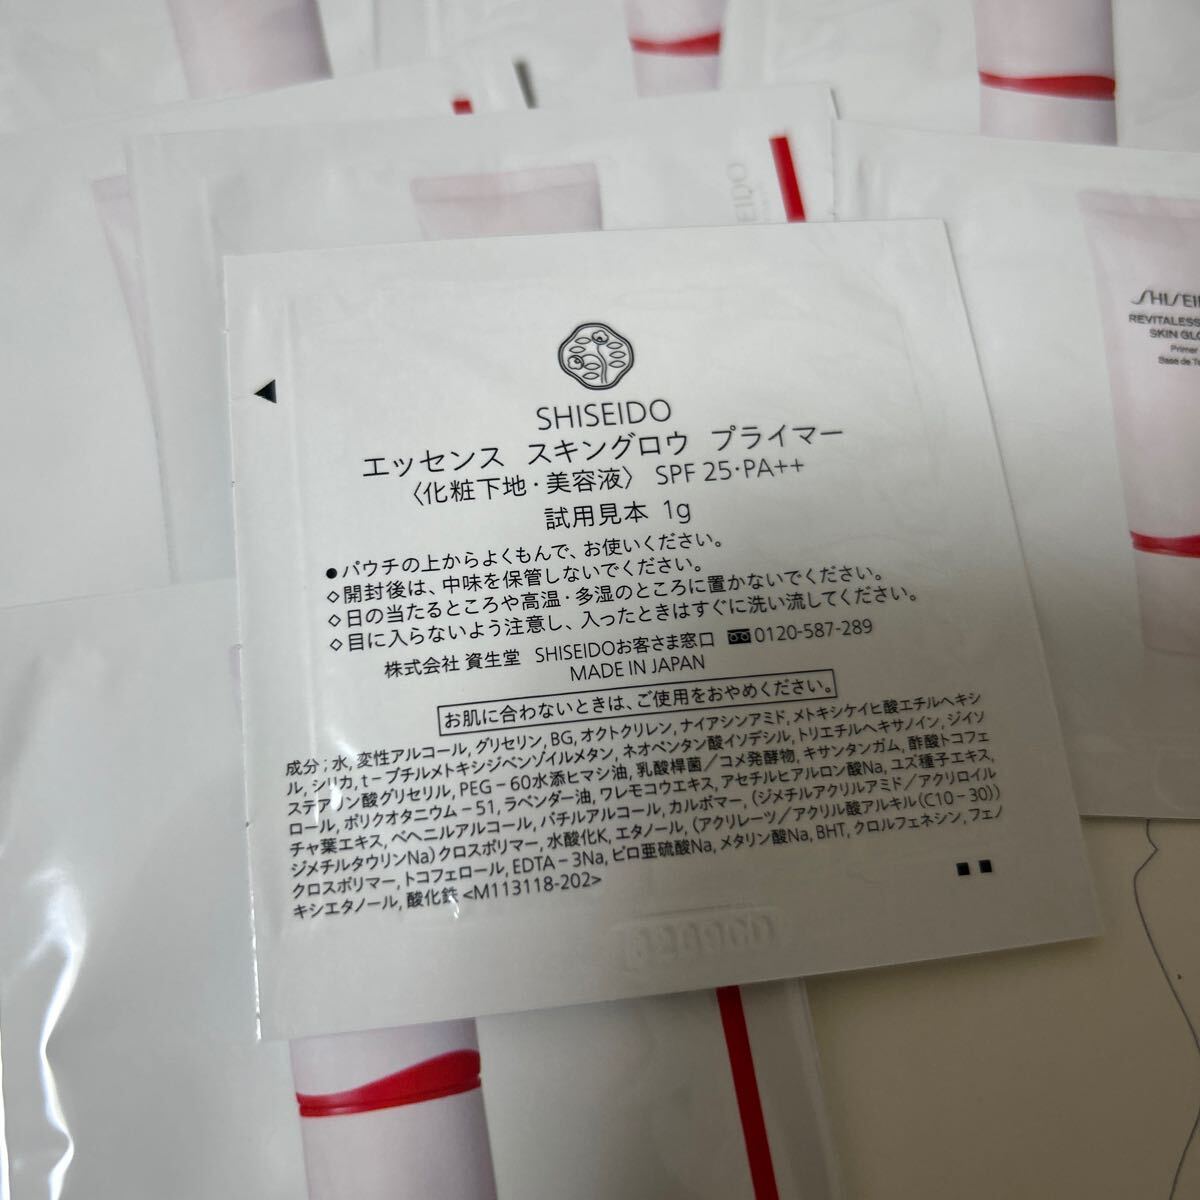 SHISEIDO
エッセンス スキングロウ プライマー
〈化粧下地・美容液〉 SPF 25・PA++
試用見本 1g
●パウチの上からよくもんで、お使いください。
◇開封後は、中味を保管しないでください。
◇日の当たるところや高温・多湿のところに置かないでください。
◇目に入らないよう注意し、入ったときはすぐに洗い流してください。
株式会社 資生堂 SHISEIDOお客さま窓口 0120-587-289
MADE IN JAPAN
お肌に合わないときは、ご使用をおやめください。
成分；水, 変性アルコール, グリセリン, BG, オクトクリレン, ナイアシンアミド, メトキシケイヒ酸エチルヘキシ
ル, シリカ, t－ブチルメトキシジベンゾイルメタン, ネオペンタン酸イソデシル, トリエチルヘキサノイン, ジイソ
ステアリン酸グリセリル, PEG－60水添ヒマシ油, 乳酸桿菌／コメ発酵物, キサンタンガム, 酢酸トコフェ
ロール, ポリクオタニウム－51, ラベンダー油, ワレモコウエキス, アセチルヒアルロン酸Na, ユズ種子エキス,
チャ葉エキス, ベヘニルアルコール, バチルアルコール, カルボマー, (ジメチルアクリルアミド／アクリロイル
ジメチルタウリンNa)クロスポリマー, 水酸化K, エタノール, (アクリレーツ／アクリル酸アルキル(C10－30))
クロスポリマー, トコフェロール, EDTA－3Na, ピロ亜硫酸Na, メタリン酸Na, BHT, クロルフェネシン, フェノ
キシエタノール, 酸化鉄 <M113118-202>
SEIDO
SHISEI
REVITALESS
SKIN GLO
Primer
Base de Te